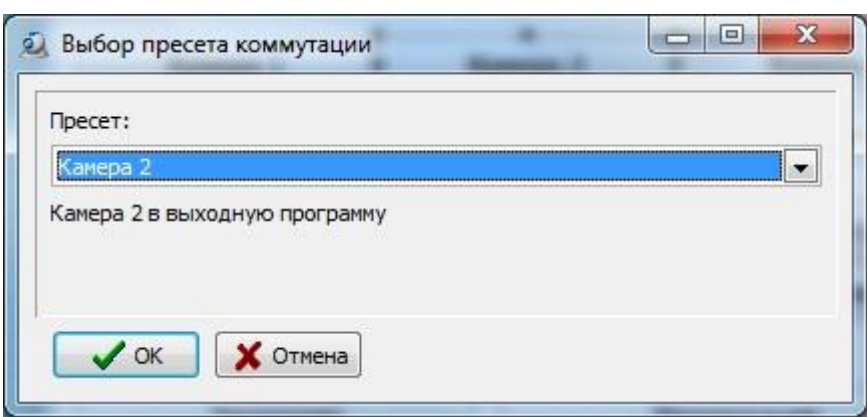 Выбор пресета коммутации
Пресет:
Камера 2
Камера 2 в выходную программу
OK
Отмена